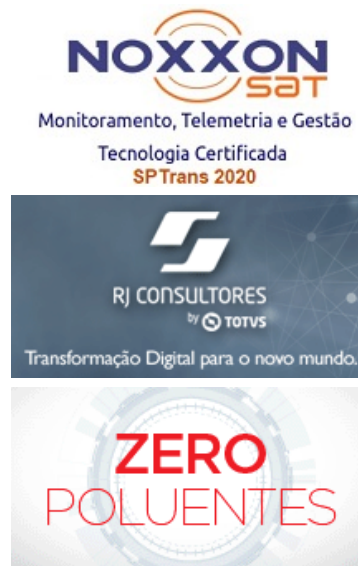 NOXXON
SAT
Monitoramento, Telemetria e Gestão
Tecnologia Certificada
SPTrans 2020
RJ CONSULTORES
by TOTVS
Transformação Digital para o novo mundo.
ZERO
POLUENTES